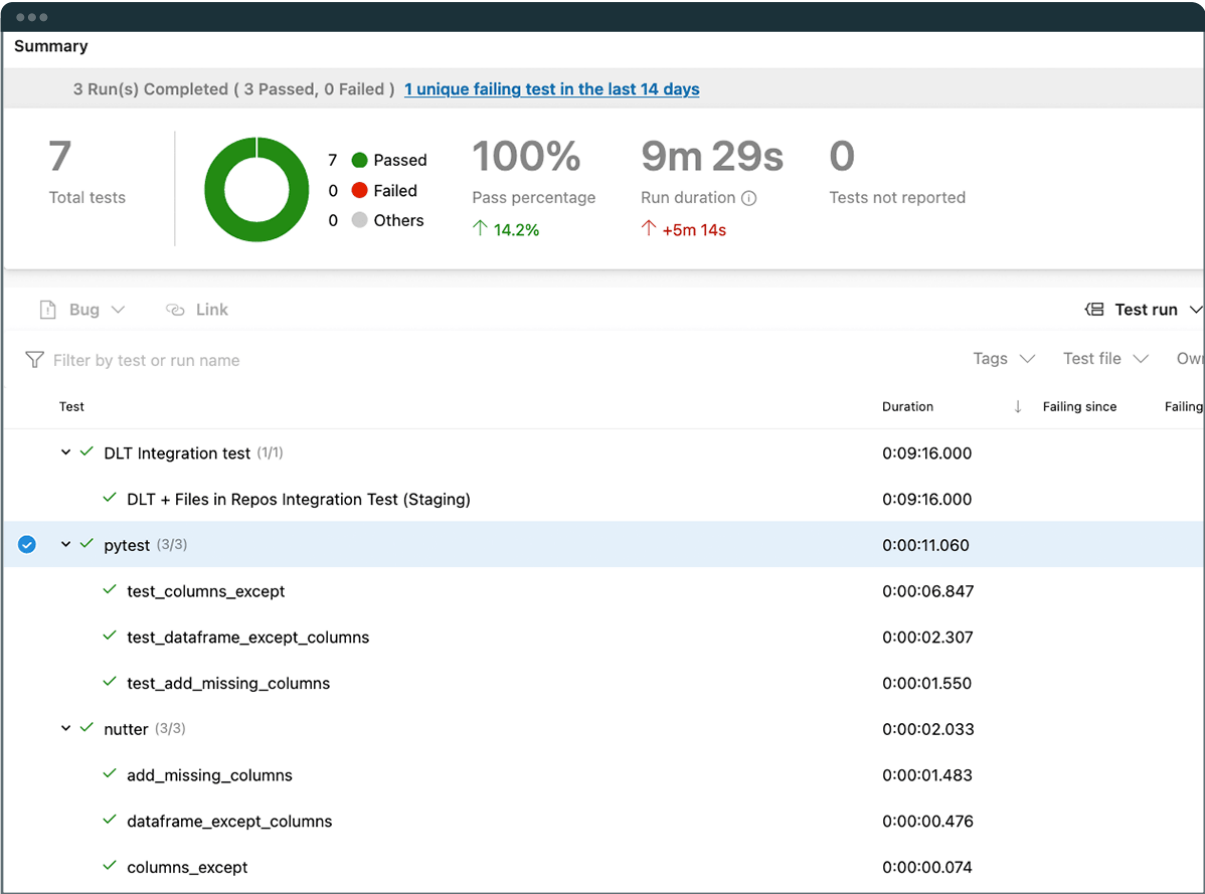 Summary
3 Run(s) Completed ( 3 Passed, 0 Failed ) 1 unique failing test in the last 14 days
7
Total tests
7 Passed
0 Failed
0 Others
100%
Pass percentage
14.2%
9m 29s
Run duration
+5m 14s
0
Tests not reported
Bug Link Test run
Filter by test or run name Tags Test file Own
Test Duration Failing since Failing
DLT Integration test (1/1) 0:09:16.000
DLT + Files in Repos Integration Test (Staging) 0:09:16.000
pytest (3/3) 0:00:11.060
test_columns_except 0:00:06.847
test_dataframe_except_columns 0:00:02.307
test_add_missing_columns 0:00:01.550
nutter (3/3) 0:00:02.033
add_missing_columns 0:00:01.483
dataframe_except_columns 0:00:00.476
columns_except 0:00:00.074